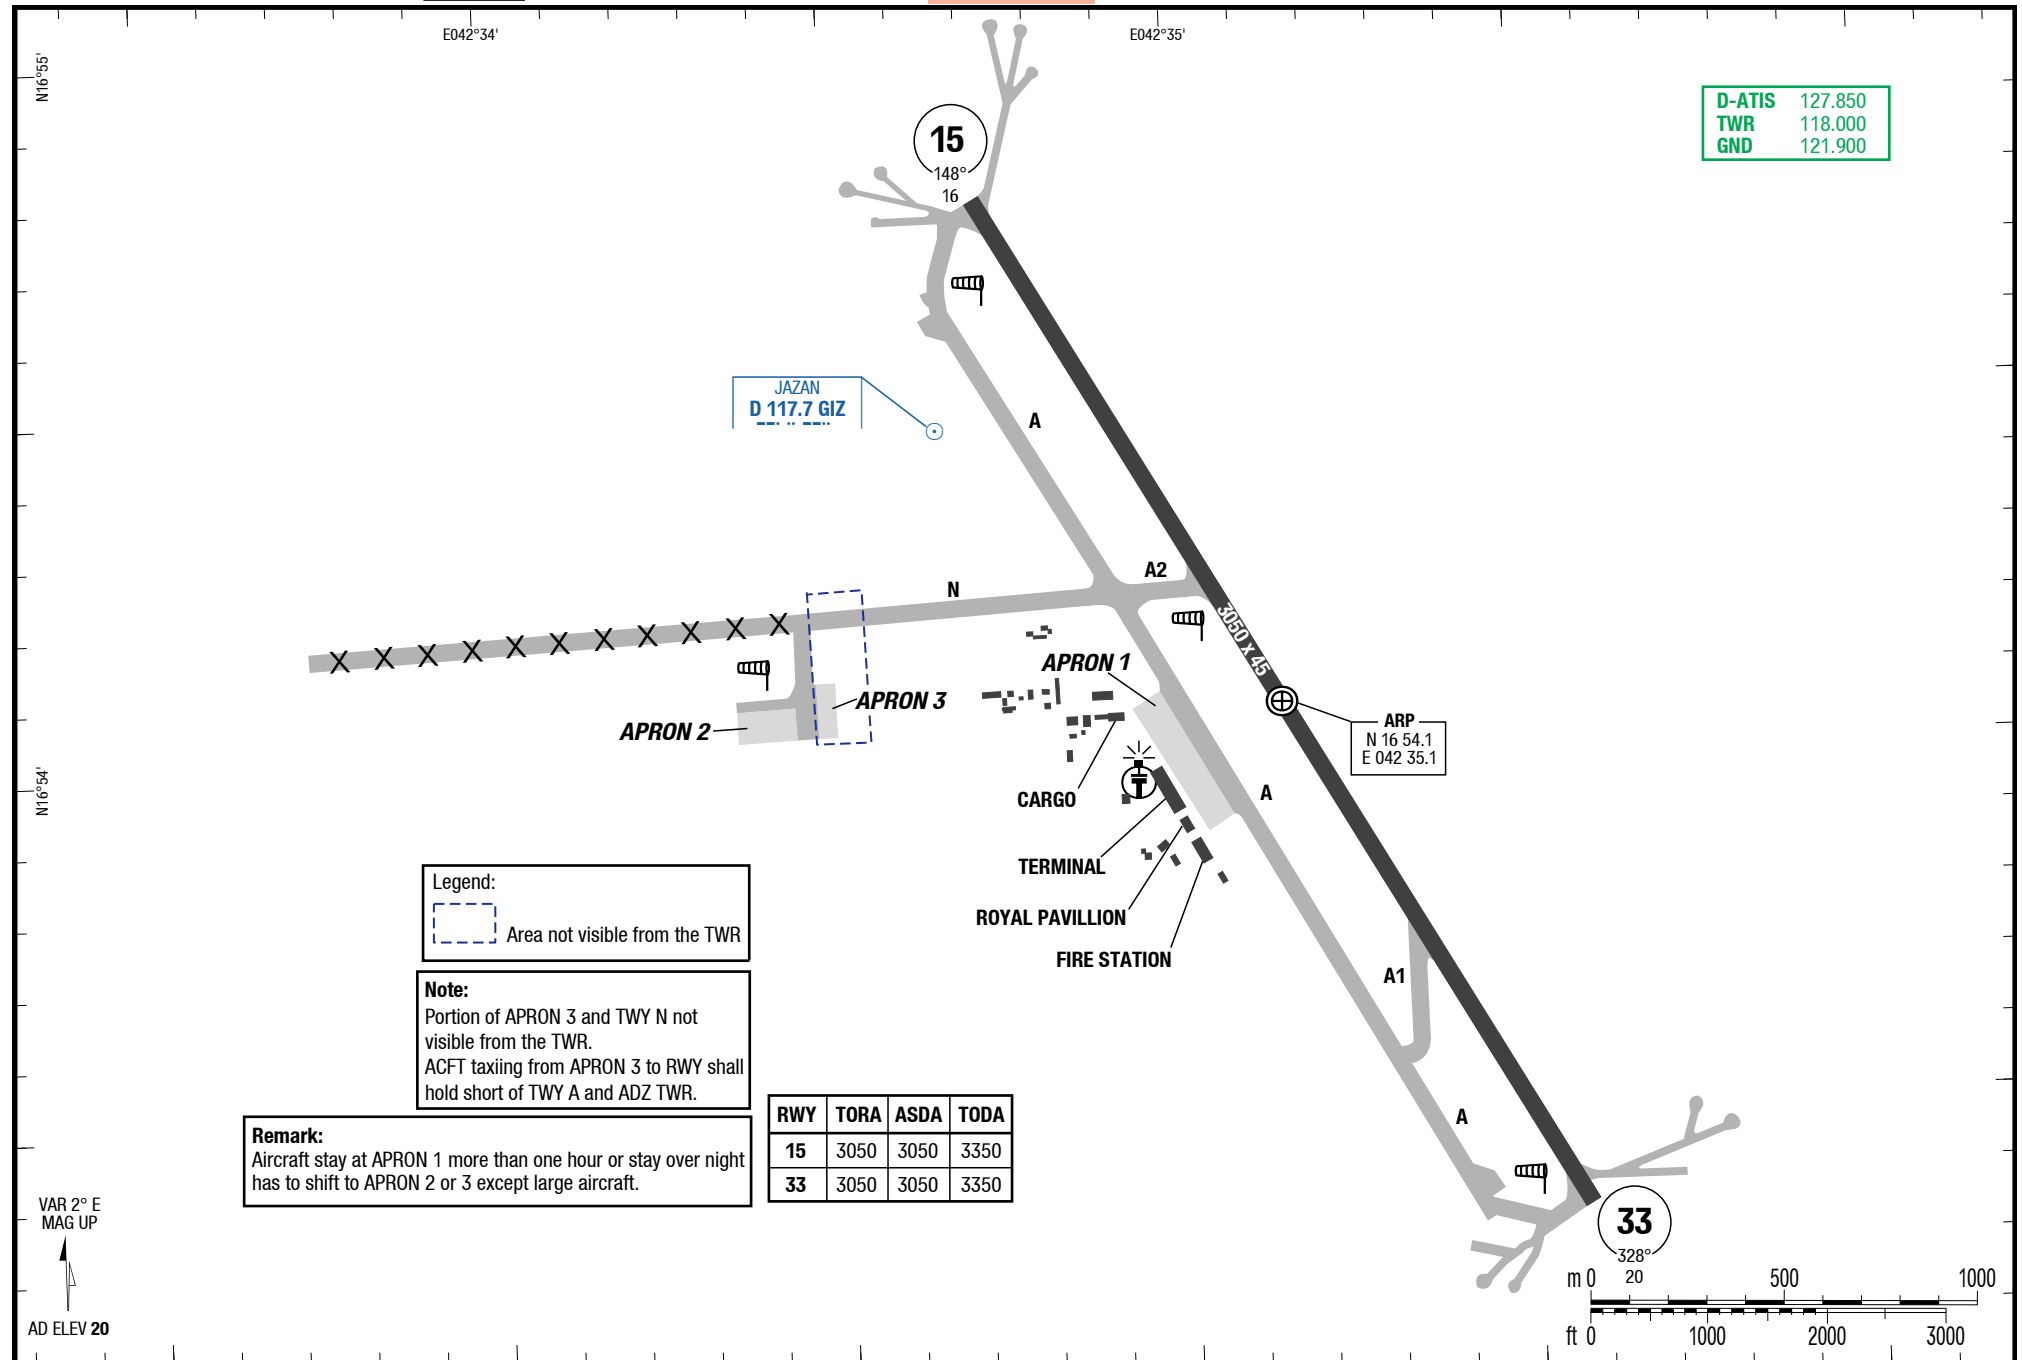 E042°34'
E042°35'
N16°55'
15
148°
16
D-ATIS 127.850
TWR 118.000
GND 121.900
JAZAN
D 117.7 GIZ
A
A2
N
3050 x 45
APRON 1
APRON 3
APRON 2
ARP
N 16 54.1
E 042 35.1
N16°54'
CARGO
A
TERMINAL
ROYAL PAVILLION
FIRE STATION
A1
Legend:
Area not visible from the TWR
Note:
Portion of APRON 3 and TWY N not
visible from the TWR.
ACFT taxiing from APRON 3 to RWY shall
hold short of TWY A and ADZ TWR.
Remark:
Aircraft stay at APRON 1 more than one hour or stay over night
has to shift to APRON 2 or 3 except large aircraft.
RWY TORA ASDA TODA
15 3050 3050 3350
33 3050 3050 3350
A
33
328°
20
VAR 2° E
MAG UP
AD ELEV 20
m 0 500 1000
ft 0 1000 2000 3000